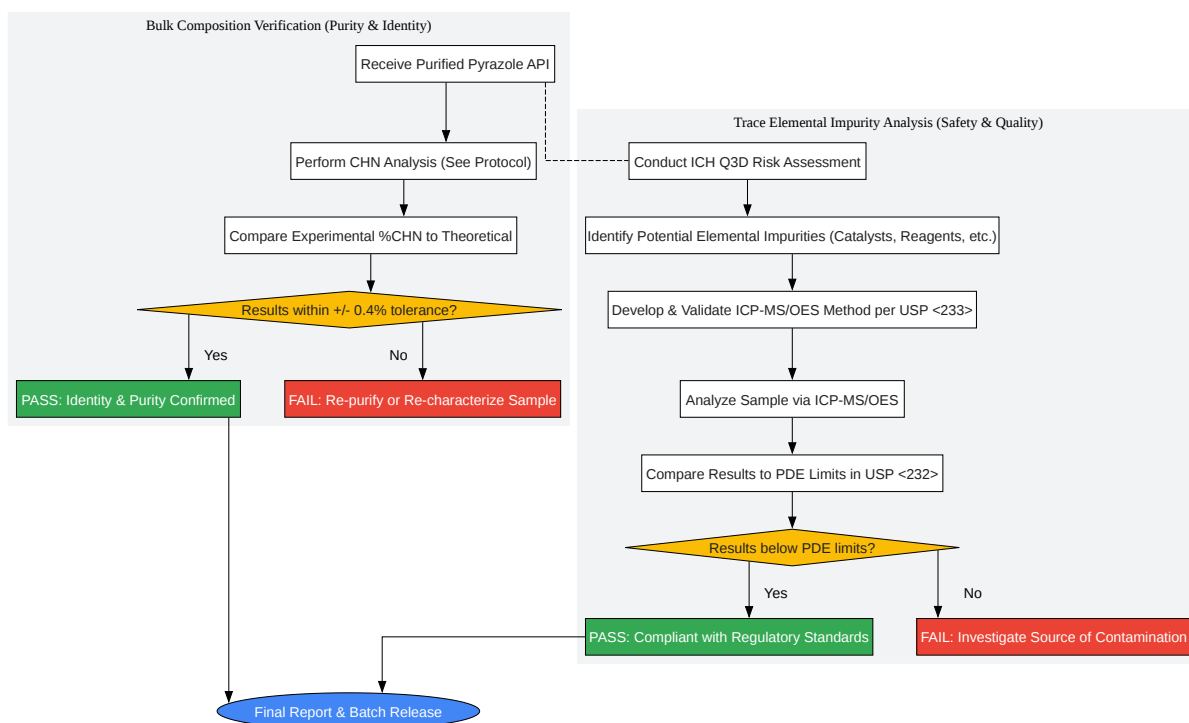 Bulk Composition Verification (Purity & Identity)
Receive Purified Pyrazole API
Perform CHN Analysis (See Protocol)
Compare Experimental %CHN to Theoretical
Results within +/- 0.4% tolerance?
Yes
No
PASS: Identity & Purity Confirmed
FAIL: Re-purify or Re-characterize Sample
Trace Elemental Impurity Analysis (Safety & Quality)
Conduct ICH Q3D Risk Assessment
Identify Potential Elemental Impurities (Catalysts, Reagents, etc.)
Develop & Validate ICP-MS/OES Method per USP <233>
Analyze Sample via ICP-MS/OES
Compare Results to PDE Limits in USP <232>
Results below PDE limits?
Yes
No
PASS: Compliant with Regulatory Standards
FAIL: Investigate Source of Contamination
Final Report & Batch Release